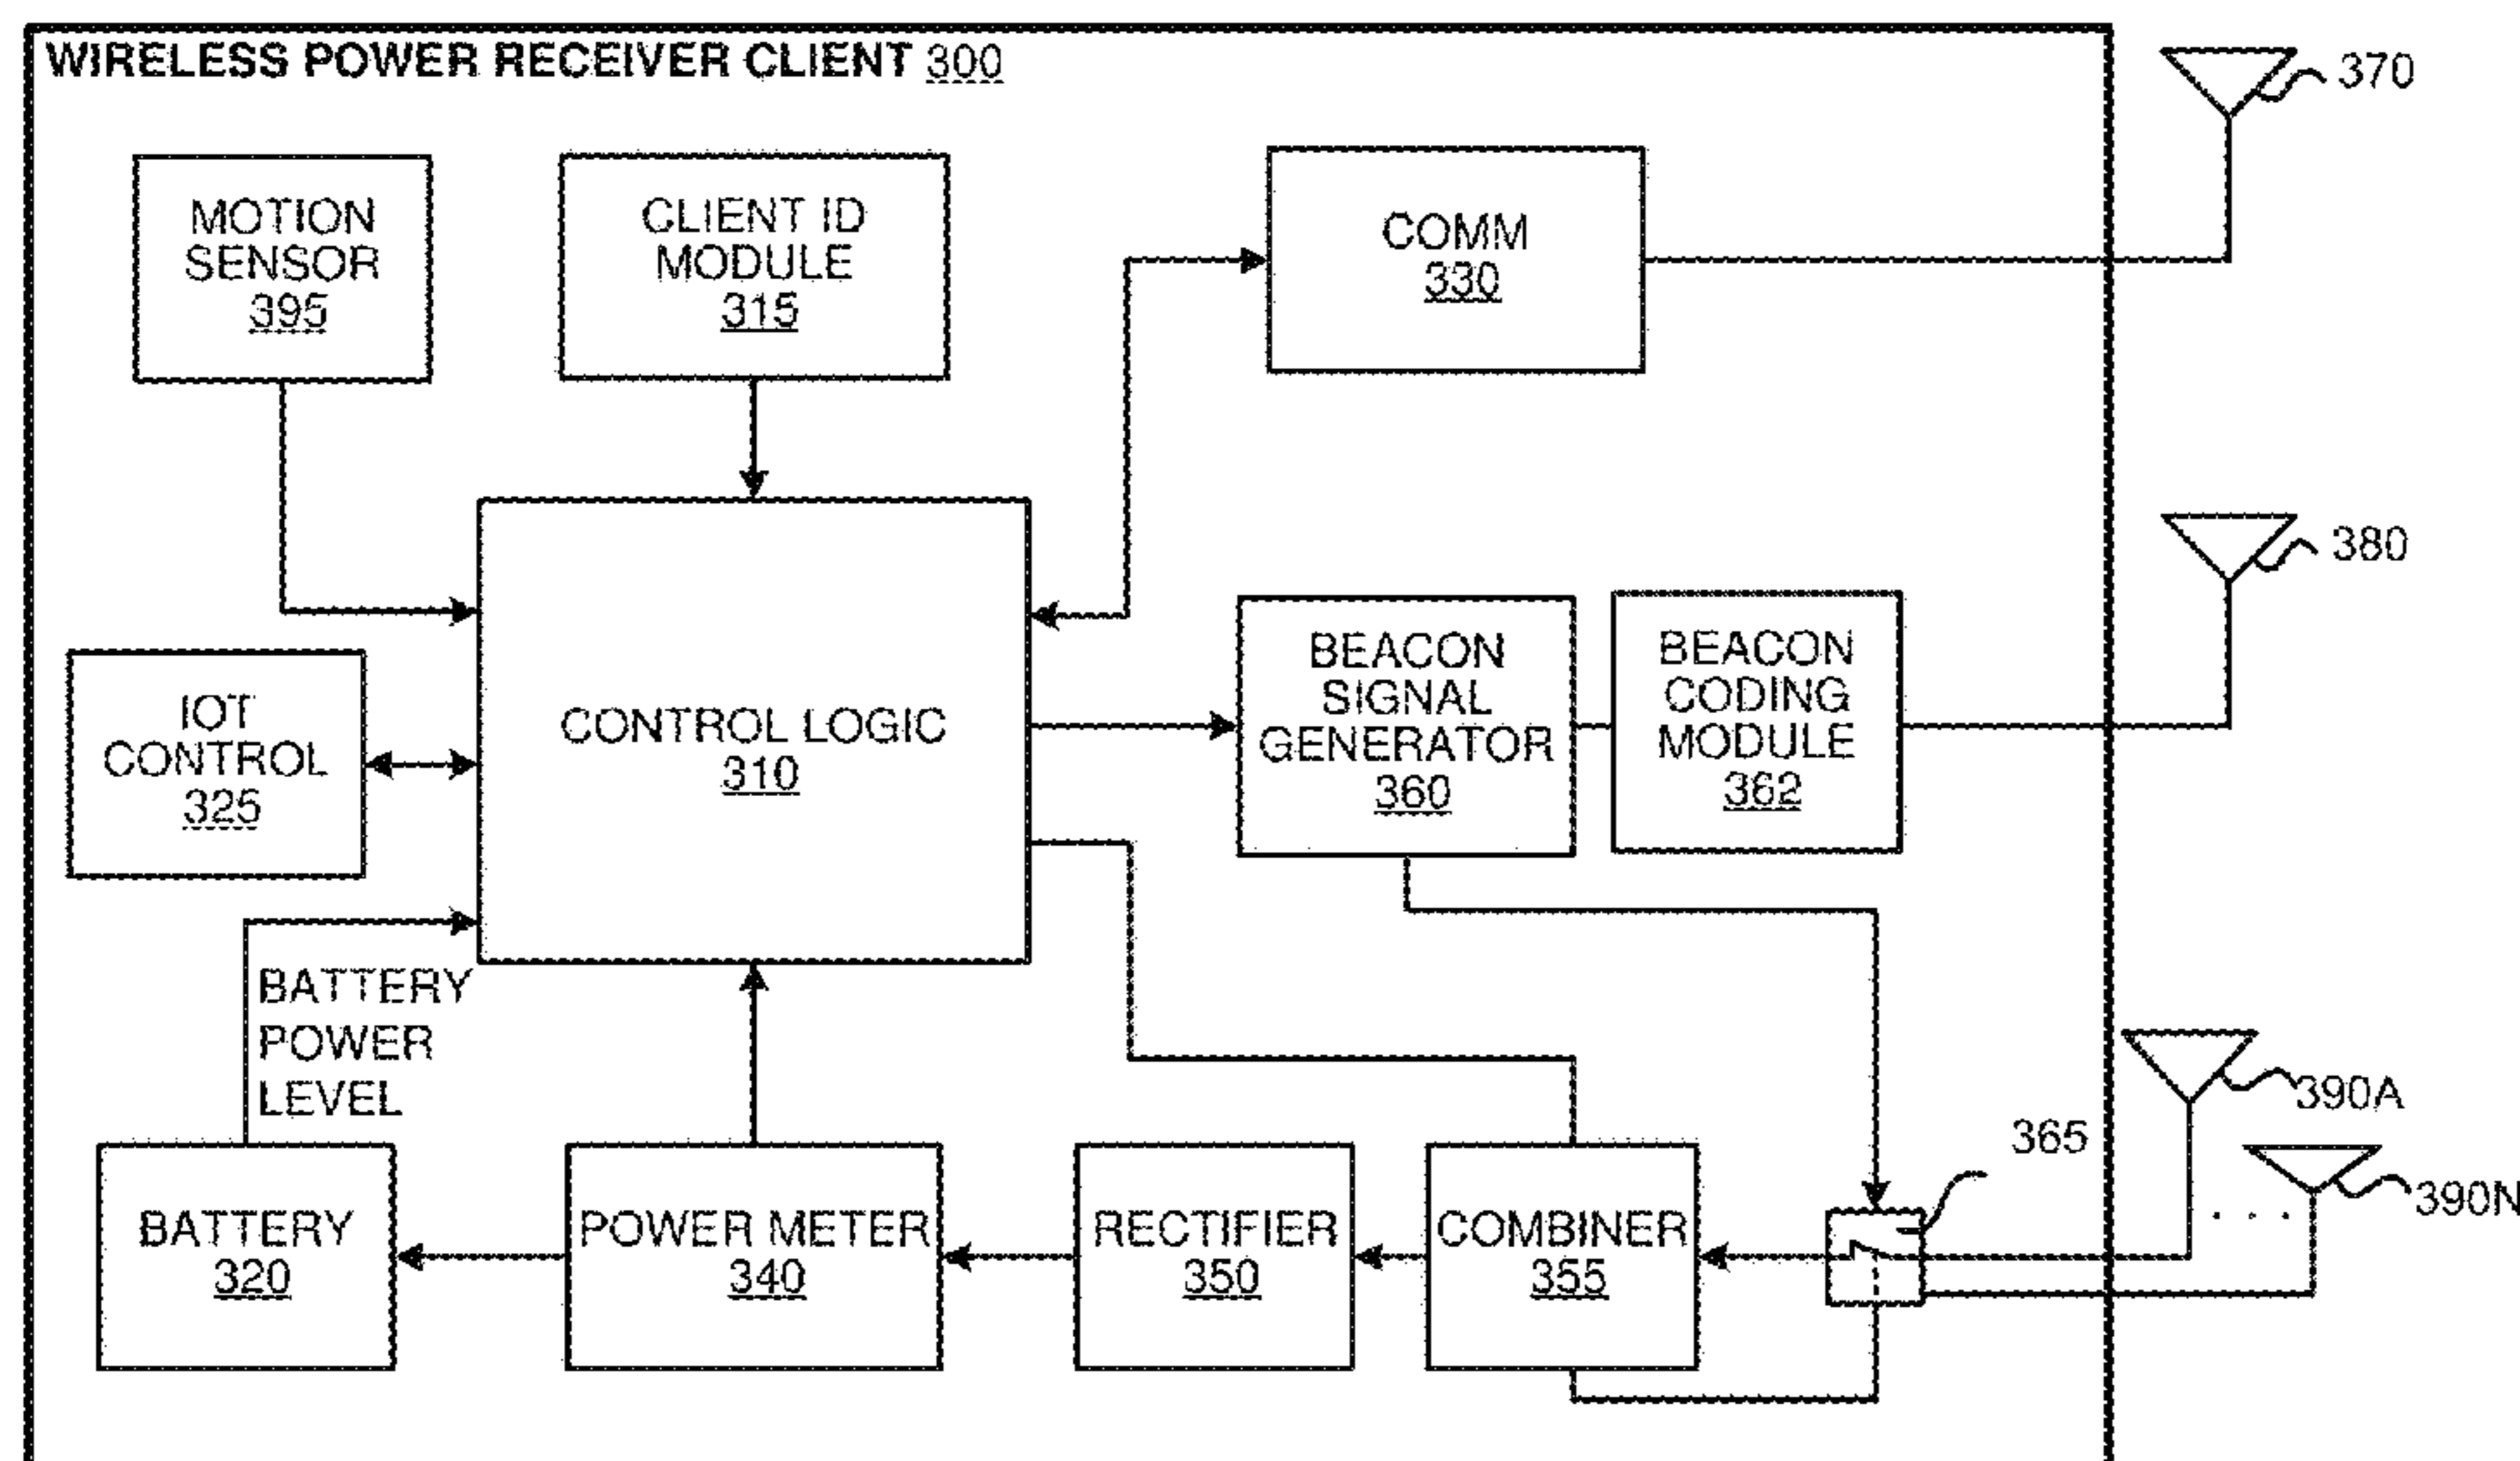 WIRELESS POWER RECEIVER CLIENT 300
370
MOTION
SENSOR
395
CLIENT ID
MODULE
315
COMM
330
380
IOT
CONTROL
325
CONTROL LOGIC
310
BEACON
SIGNAL
GENERATOR
360
BEACON
CODING
MODULE
362
BATTERY
POWER
LEVEL
390A
365
390N
BATTERY
320
POWER METER
340
RECTIFIER
350
COMBINER
355
. . .